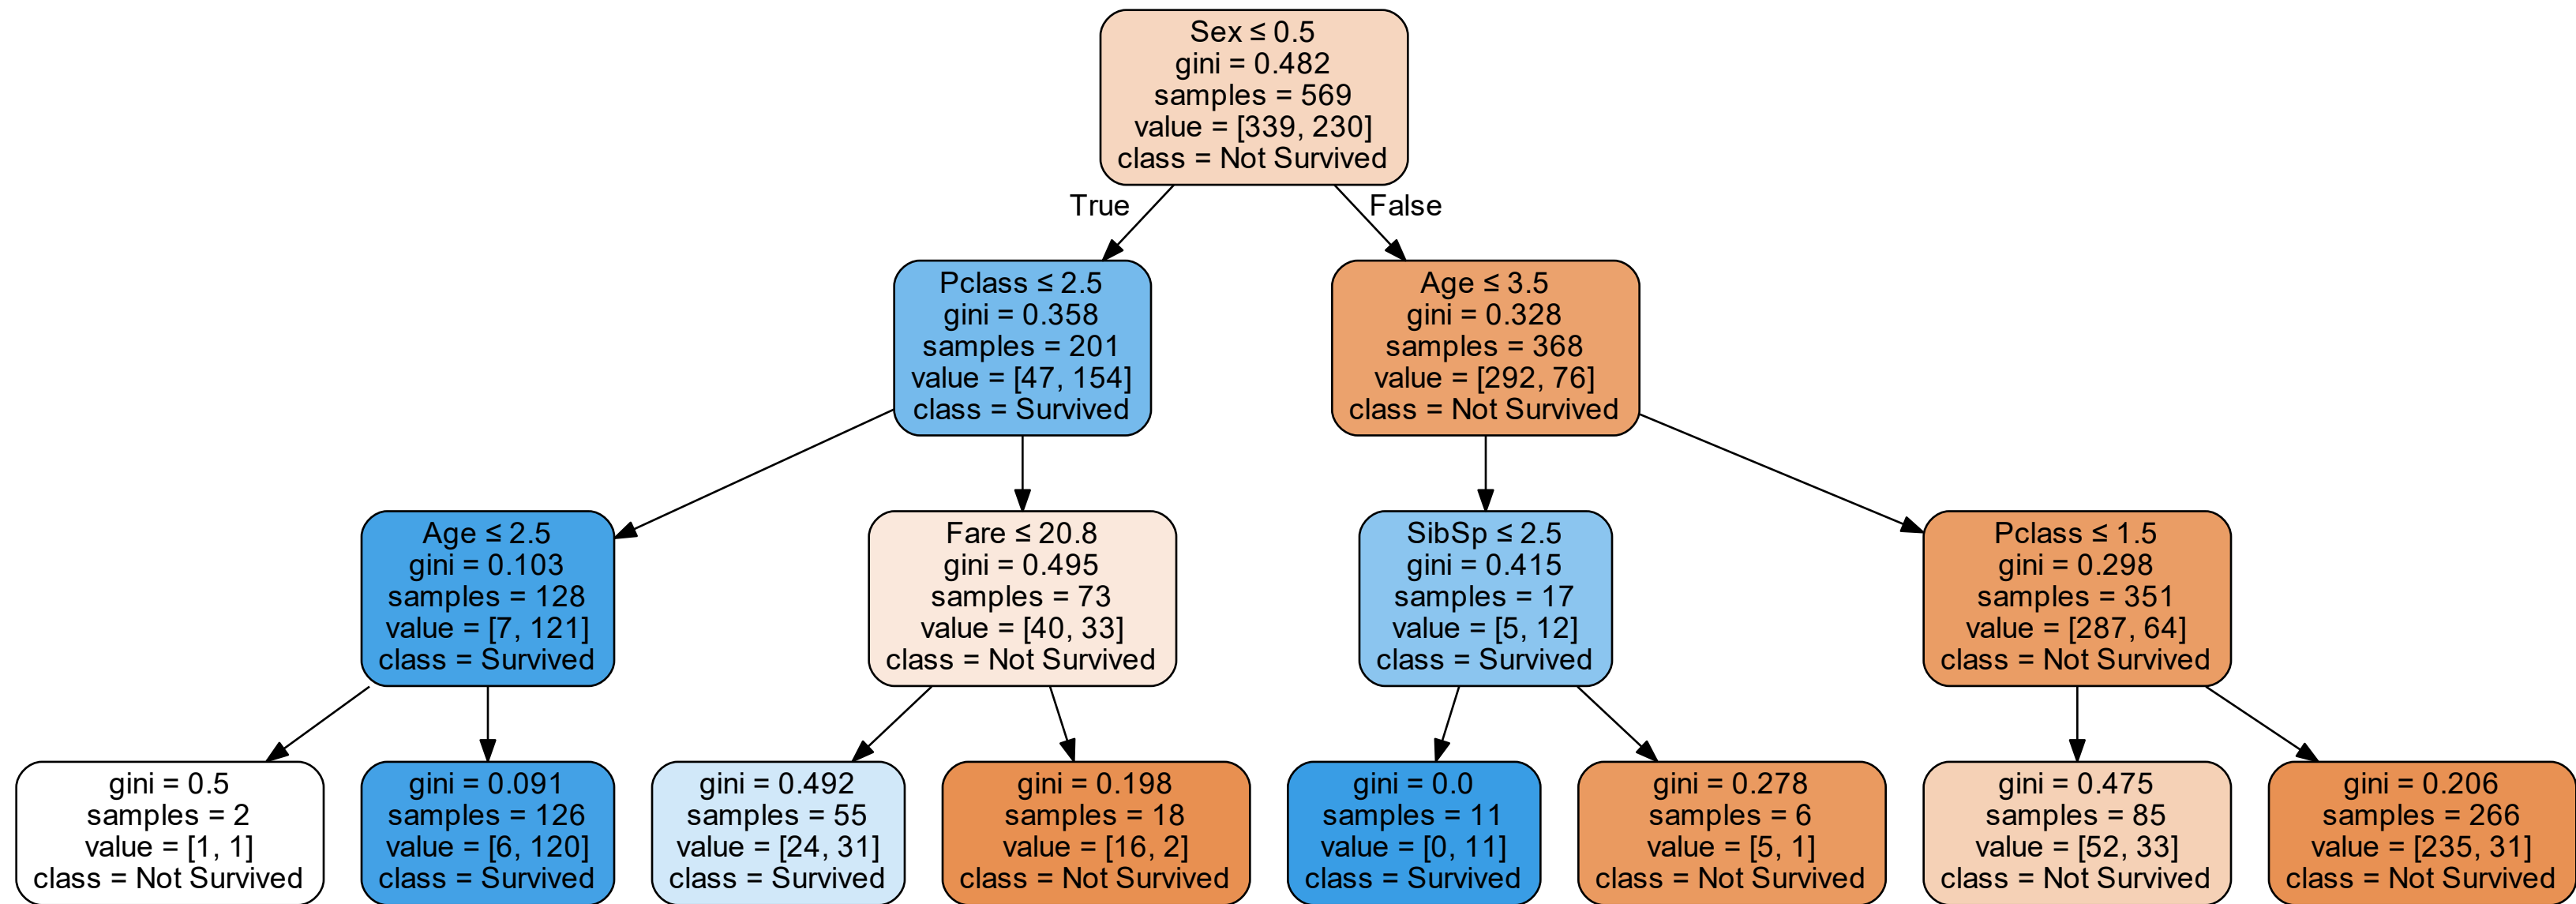 Sex ≤ 0.5
gini = 0.482
samples = 569
value = [339, 230]
class = Not Survived
True
False
Pclass ≤ 2.5
gini = 0.358
samples = 201
value = [47, 154]
class = Survived
Age ≤ 3.5
gini = 0.328
samples = 368
value = [292, 76]
class = Not Survived
Age ≤ 2.5
gini = 0.103
samples = 128
value = [7, 121]
class = Survived
Fare ≤ 20.8
gini = 0.495
samples = 73
value = [40, 33]
class = Not Survived
SibSp ≤ 2.5
gini = 0.415
samples = 17
value = [5, 12]
class = Survived
Pclass ≤ 1.5
gini = 0.298
samples = 351
value = [287, 64]
class = Not Survived
gini = 0.5
samples = 2
value = [1, 1]
class = Not Survived
gini = 0.091
samples = 126
value = [6, 120]
class = Survived
gini = 0.492
samples = 55
value = [24, 31]
class = Survived
gini = 0.198
samples = 18
value = [16, 2]
class = Not Survived
gini = 0.0
samples = 11
value = [0, 11]
class = Survived
gini = 0.278
samples = 6
value = [5, 1]
class = Not Survived
gini = 0.475
samples = 85
value = [52, 33]
class = Not Survived
gini = 0.206
samples = 266
value = [235, 31]
class = Not Survived